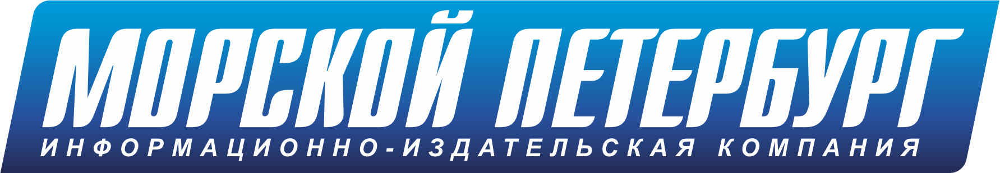 МОРСКОЙ ПЕТЕРБУРГ
ИНФОРМАЦИОННО-ИЗДАТЕЛЬСКАЯ КОМПАНИЯ